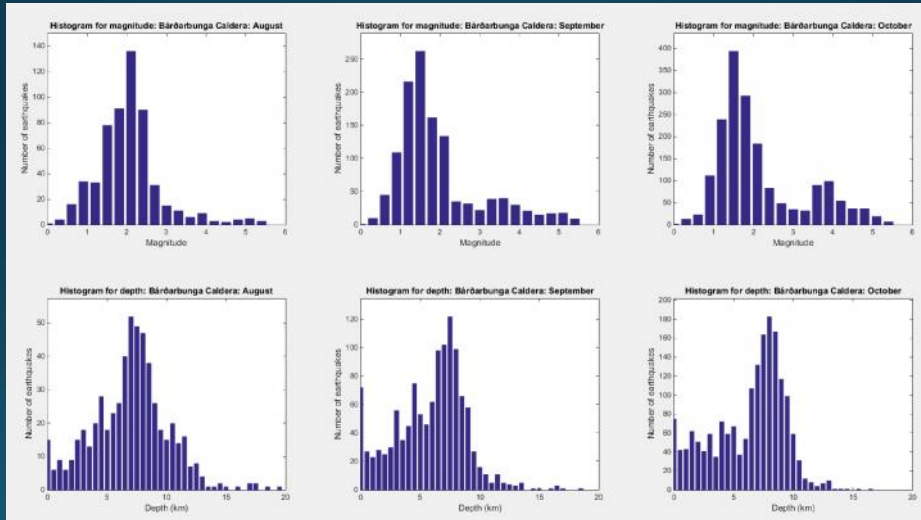 Histogram for magnitude: Bárðarbunga Caldera: August
Number of earthquakes
140
120
100
80
60
40
20
0
0 1 2 3 4 5 6
Magnitude
Histogram for magnitude: Bárðarbunga Caldera: September
Number of earthquakes
250
200
150
100
50
0
0 1 2 3 4 5 6
Magnitude
Histogram for magnitude: Bárðarbunga Caldera: October
Number of earthquakes
400
350
300
250
200
150
100
50
0
0 1 2 3 4 5 6
Magnitude
Histogram for depth: Bárðarbunga Caldera: August
Number of earthquakes
50
40
30
20
10
0
0 5 10 15 20
Depth (km)
Histogram for depth: Bárðarbunga Caldera: September
Number of earthquakes
120
100
80
60
40
20
0
0 5 10 15 20
Depth (km)
Histogram for depth: Bárðarbunga Caldera: October
Number of earthquakes
200
180
160
140
120
100
80
60
40
20
0
0 5 10 15 20
Depth (km)